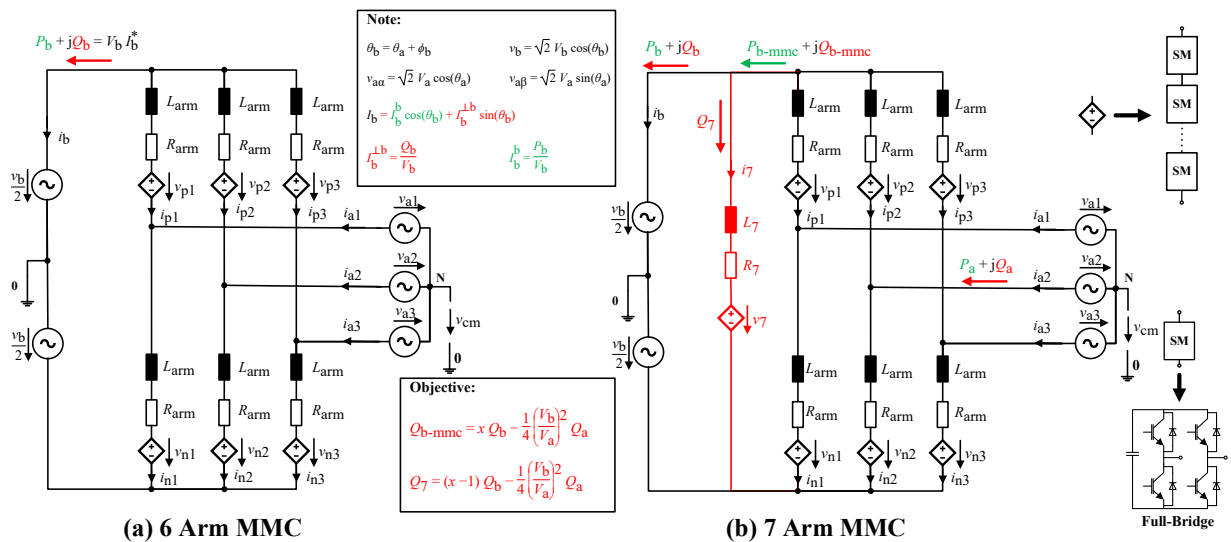 P_b + jQ_b = V_b I_b^*
Note:
θ_b = θ_a + ϕ_b
v_b = √2 V_b cos(θ_b)
v_aα = √2 V_a cos(θ_a)
v_aβ = √2 V_a sin(θ_a)
I_b = I_b^b cos(θ_b) + I_b^⊥b sin(θ_b)
I_b^⊥b = Q_b/V_b
I_b^b = P_b/V_b
L_arm
L_arm
L_arm
i_b
R_arm
R_arm
R_arm
v_b/2
v_p1
v_p2
v_p3
i_p1
i_p2
i_p3
i_a1
v_a1
0
i_a2
v_a2
N
v_cm
v_b/2
i_a3
v_a3
0
L_arm
L_arm
L_arm
R_arm
R_arm
R_arm
v_n1
v_n2
v_n3
i_n1
i_n2
i_n3
(a) 6 Arm MMC
Objective:
Q_b-mmc = x Q_b − 1/4 (V_b/V_a)^2 Q_a
Q_7 = (x − 1) Q_b − 1/4 (V_b/V_a)^2 Q_a
P_b + jQ_b
P_b-mmc + jQ_b-mmc
L_arm
L_arm
L_arm
Q_7
i_b
R_arm
R_arm
R_arm
i_7
v_p1
v_p2
v_p3
v_b/2
L_7
i_p1
i_p2
i_p3
i_a1
v_a1
R_7
P_a + jQ_a
i_a2
v_a2
N
0
v_7
v_cm
v_b/2
i_a3
v_a3
0
L_arm
L_arm
L_arm
R_arm
R_arm
R_arm
v_n1
v_n2
v_n3
i_n1
i_n2
i_n3
(b) 7 Arm MMC
SM
SM
SM
SM
Full-Bridge